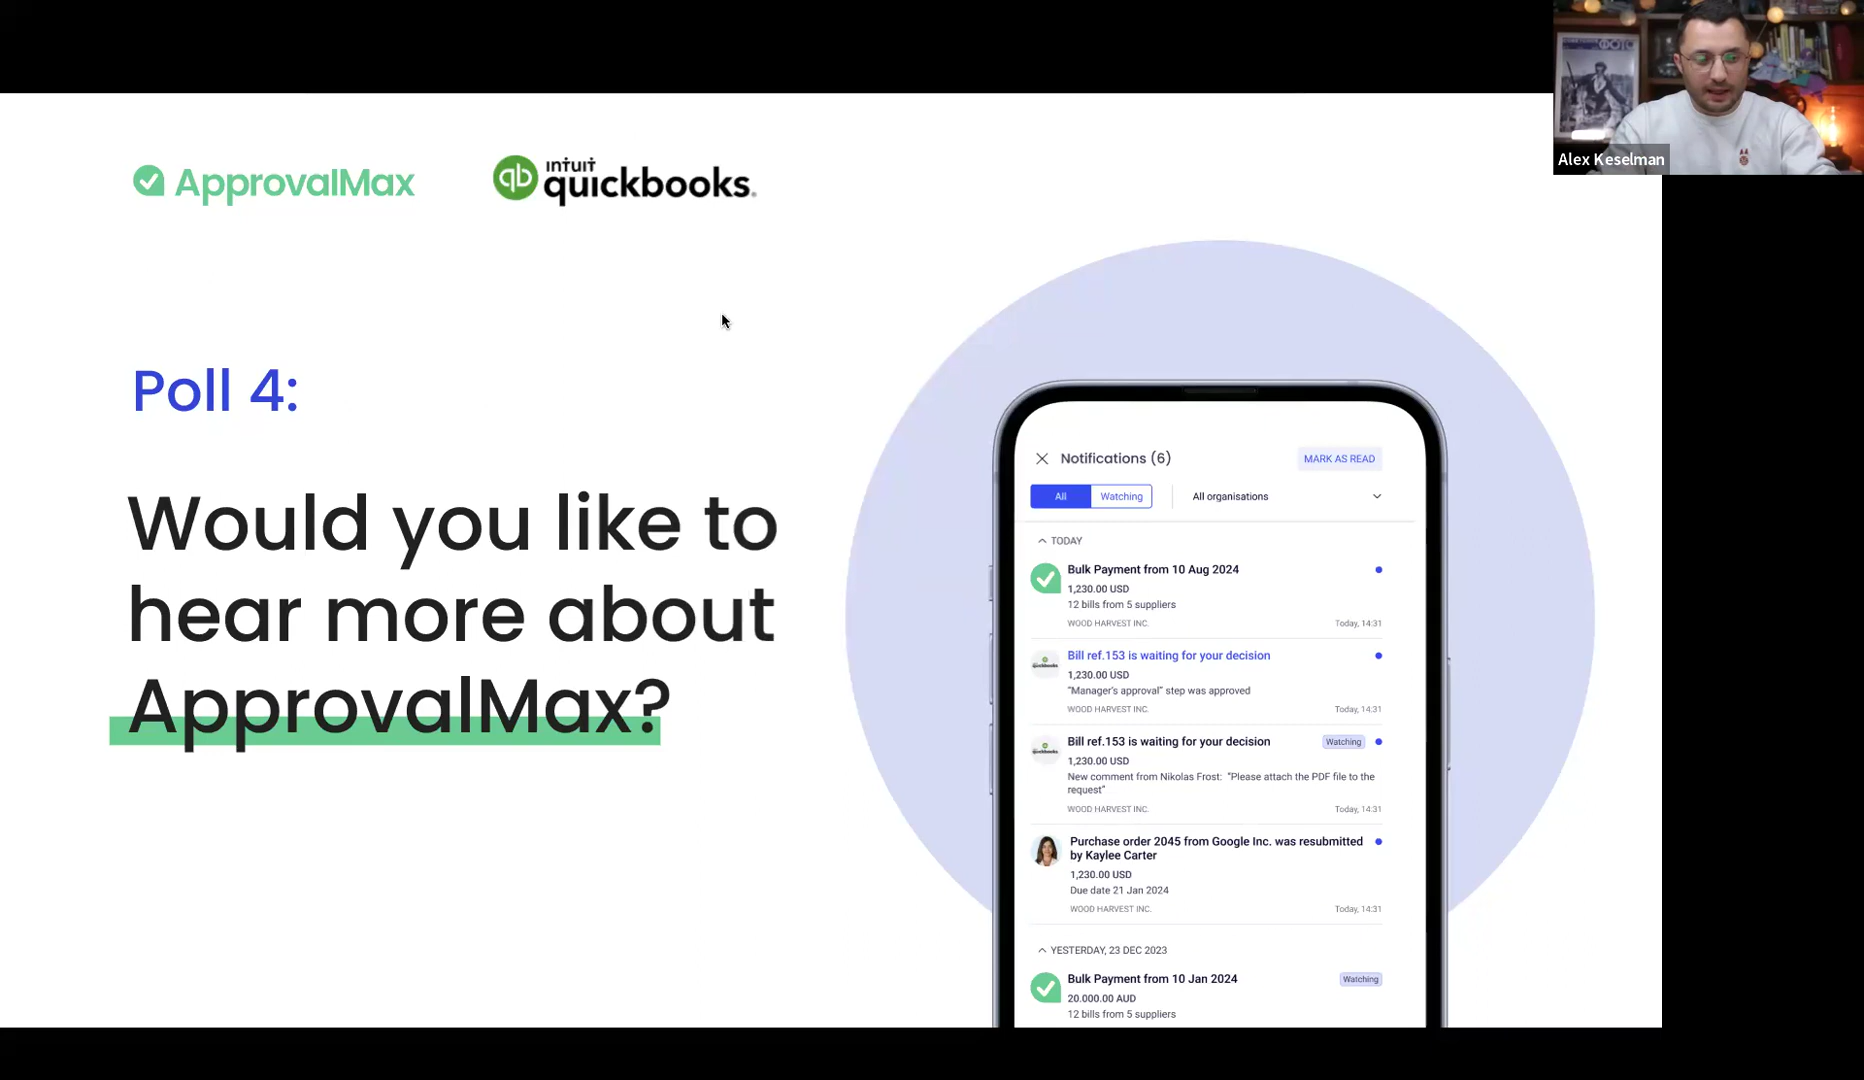 ФОТО
Alex Keselman
ApprovalMax
intuit
quickbooks.
Poll 4:
Would you like to
hear more about
ApprovalMax?
Notifications (6)
MARK AS READ
All
Watching
All organisations
TODAY
Bulk Payment from 10 Aug 2024
1,230.00 USD
12 bills from 5 suppliers
WOOD HARVEST INC.
Today, 14:31
Bill ref.153 is waiting for your decision
1,230.00 USD
“Manager’s approval” step was approved
WOOD HARVEST INC.
Today, 14:31
Bill ref.153 is waiting for your decision
Watching
1,230.00 USD
New comment from Nikolas Frost: “Please attach the PDF file to the
request”
WOOD HARVEST INC.
Today, 14:31
Purchase order 2045 from Google Inc. was resubmitted
by Kaylee Carter
1,230.00 USD
Due date 21 Jan 2024
WOOD HARVEST INC.
Today, 14:31
YESTERDAY, 23 DEC 2023
Bulk Payment from 10 Jan 2024
Watching
20.000.00 AUD
12 bills from 5 suppliers